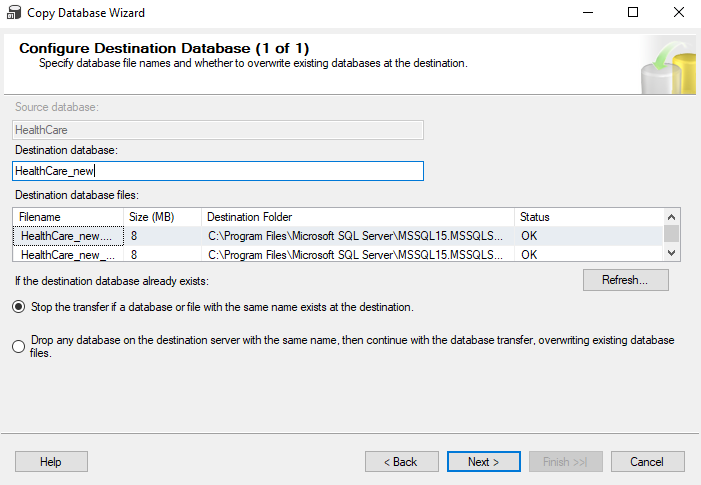 Copy Database Wizard
Configure Destination Database (1 of 1)
Specify database file names and whether to overwrite existing databases at the destination.
Source database:
HealthCare
Destination database:
HealthCare_new
Destination database files:
Filename Size (MB) Destination Folder Status
HealthCare_new.... 8 C:\Program Files\Microsoft SQL Server\MSSQL15.MSSQLS... OK
HealthCare_new_... 8 C:\Program Files\Microsoft SQL Server\MSSQL15.MSSQLS... OK
If the destination database already exists:
Refresh...
Stop the transfer if a database or file with the same name exists at the destination.
Drop any database on the destination server with the same name, then continue with the database transfer, overwriting existing database
files.
Help < Back Next > Finish >>| Cancel